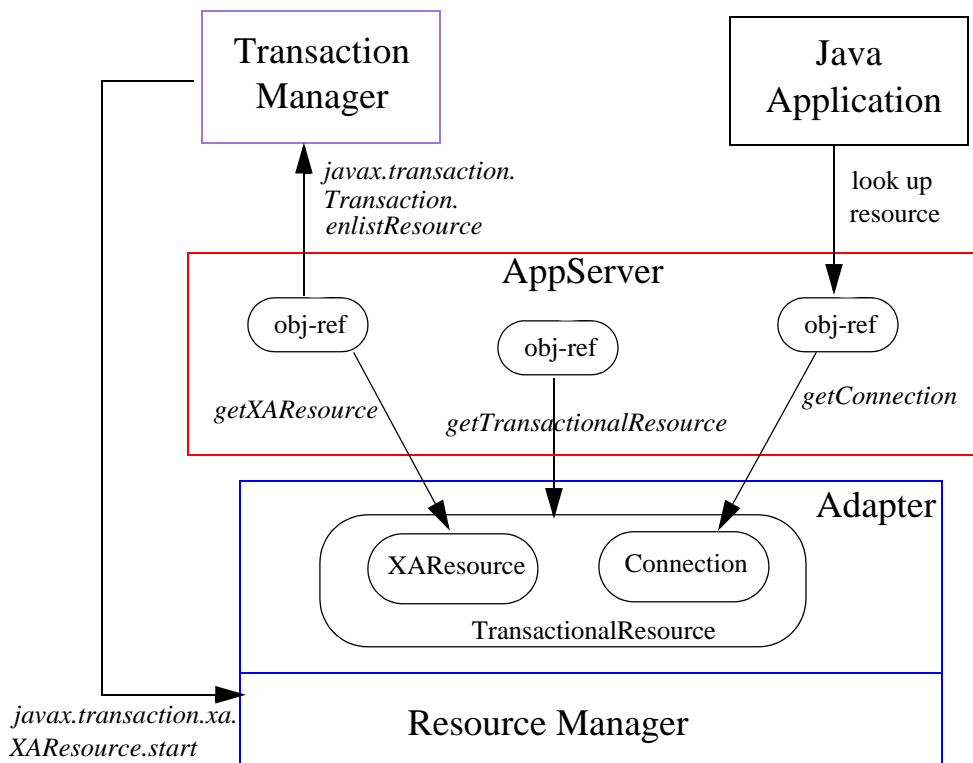 Transaction
Manager
Java
Application
javax.transaction.
Transaction.
enlistResource
look up
resource
AppServer
obj-ref
obj-ref
obj-ref
getXAResource
getTransactionalResource
getConnection
Adapter
XAResource
Connection
TransactionalResource
javax.transaction.xa.
XAResource.start
Resource Manager